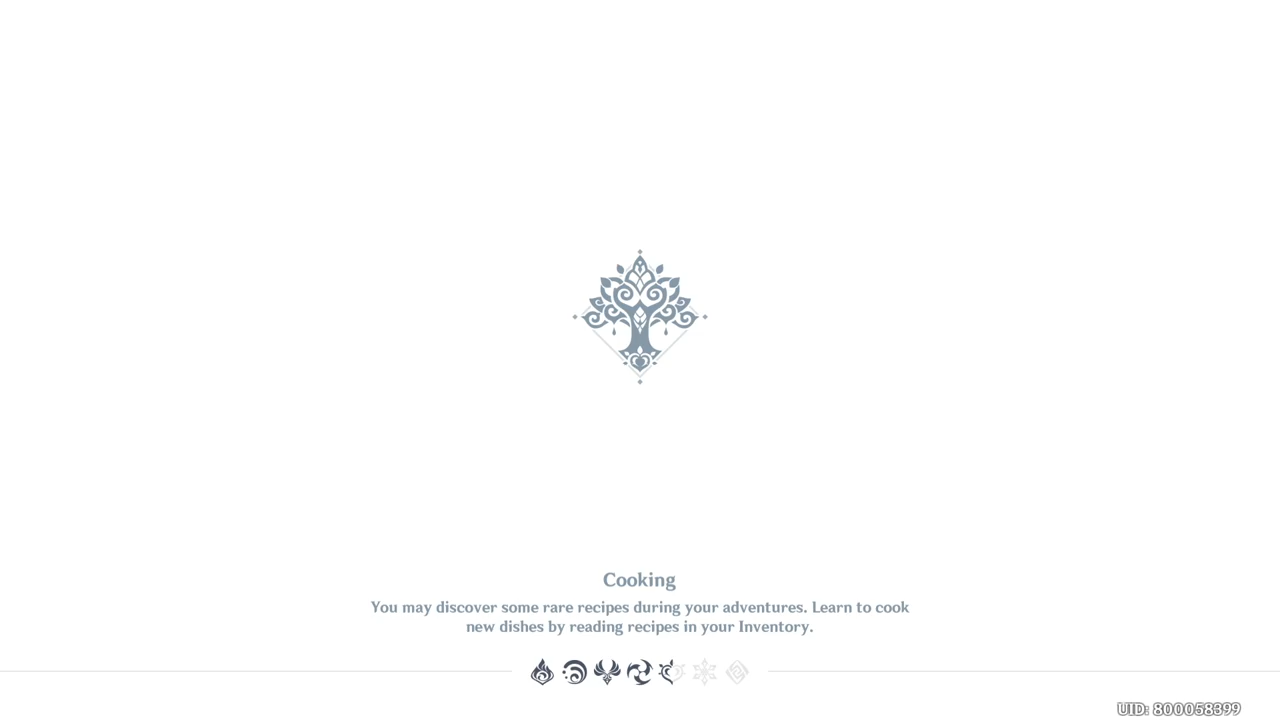 Cooking
You may discover some rare recipes during your adventures. Learn to cook
new dishes by reading recipes in your Inventory.
UID: 800058399